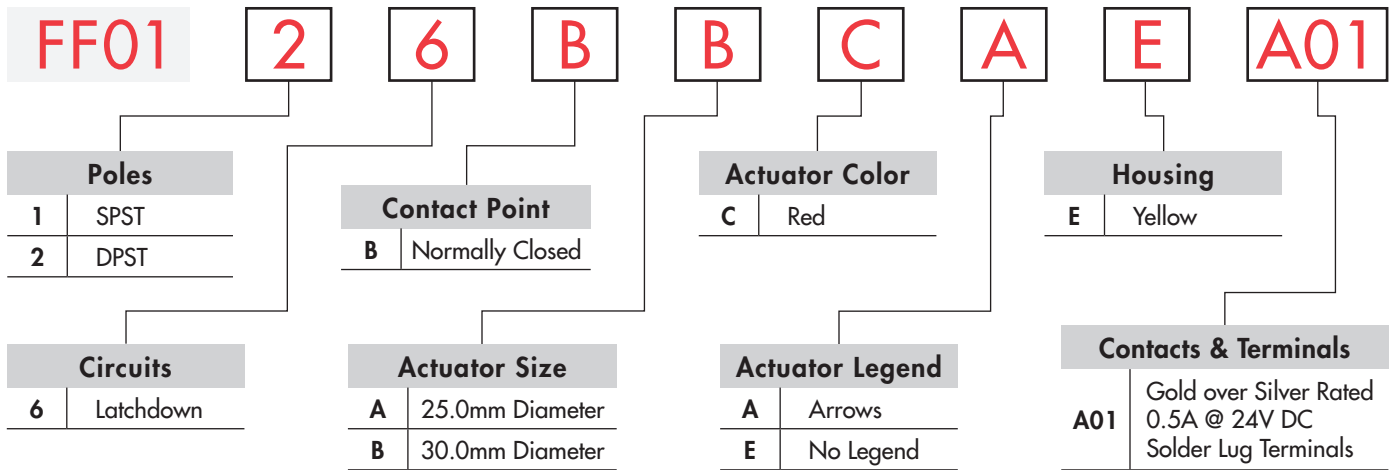 FF01 2 6 B B C A E A01
Poles
1 SPST
2 DPST
Contact Point
B Normally Closed
Actuator Color
C Red
Housing
E Yellow
Circuits
6 Latchdown
Actuator Size
A 25.0mm Diameter
B 30.0mm Diameter
Actuator Legend
A Arrows
E No Legend
Contacts & Terminals
A01
Gold over Silver Rated
0.5A @ 24V DC
Solder Lug Terminals